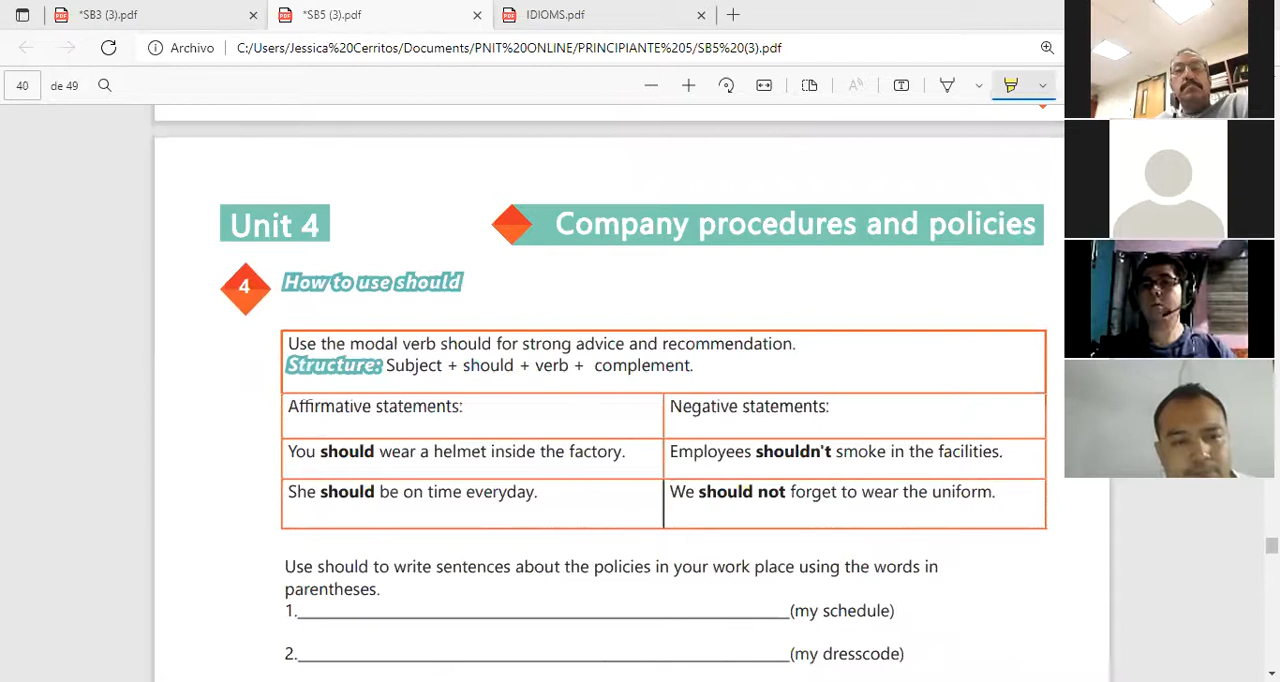 *SB3 (3).pdf
*SB5 (3).pdf
IDIOMS.pdf
Archivo
C:/Users/Jessica%20Cerritos/Documents/PNIT%20ONLINE/PRINCIPIANTE%205/SB5%20(3).pdf
40 de 49
Unit 4
Company procedures and policies
4 How to use should
Use the modal verb should for strong advice and recommendation.
Structure: Subject + should + verb + complement.
Affirmative statements:
Negative statements:
You should wear a helmet inside the factory.
Employees shouldn't smoke in the facilities.
She should be on time everyday.
We should not forget to wear the uniform.
Use should to write sentences about the policies in your work place using the words in
parentheses.
1.______________________(my schedule)
2.______________________(my dresscode)